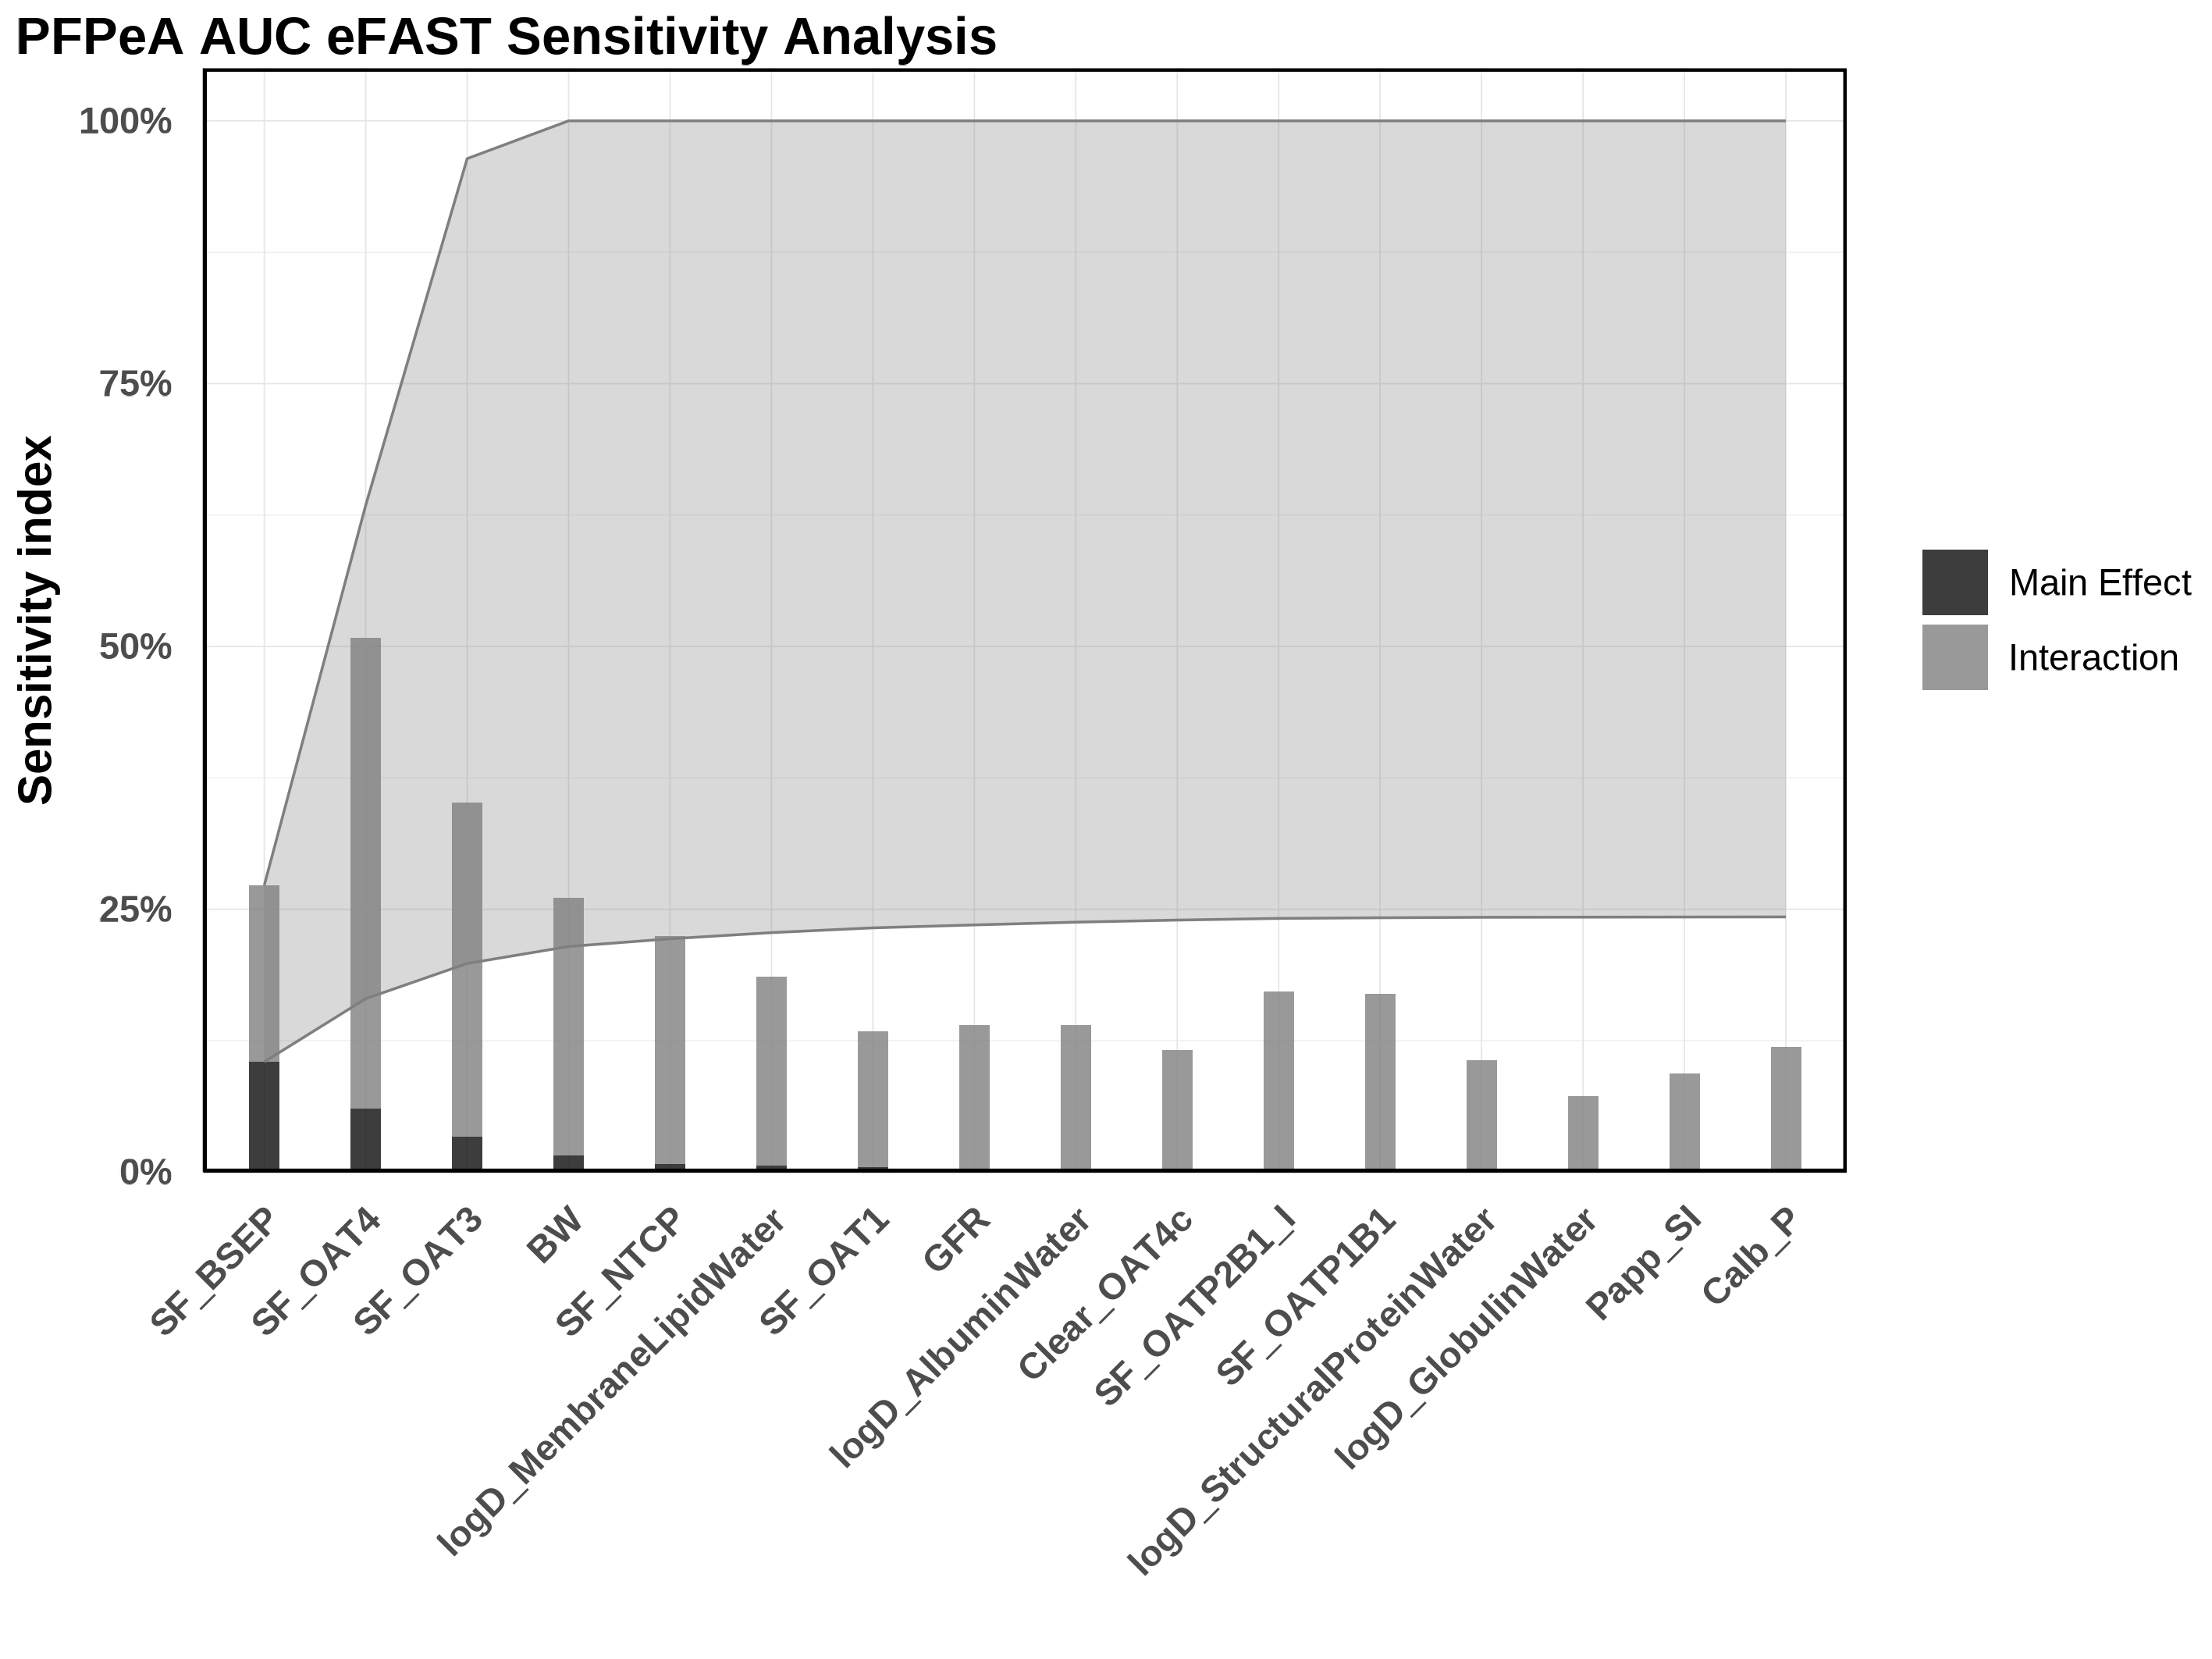 PFPeA AUC eFAST Sensitivity Analysis
100%
75%
50%
25%
0%
Sensitivity index
Main Effect
Interaction
SF_BSEP
SF_OAT4
SF_OAT3
BW
SF_NTCP
logD_MembraneLipidWater
SF_OAT1
GFR
logD_AlbuminWater
Clear_OAT4c
SF_OATP2B1_I
SF_OATP1B1
logD_StructuralProteinWater
logD_GlobulinWater
Papp_SI
Calb_P